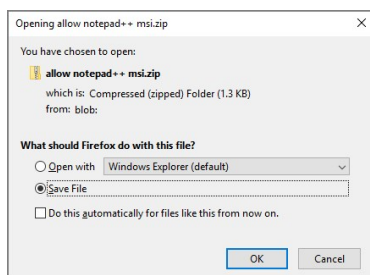 Opening allow notepad++ msi.zip
You have chosen to open:
allow notepad++ msi.zip
which is: Compressed (zipped) Folder (1.3 KB)
from: blob:
What should Firefox do with this file?
Open with Windows Explorer (default)
Save File
Do this automatically for files like this from now on.
OK Cancel